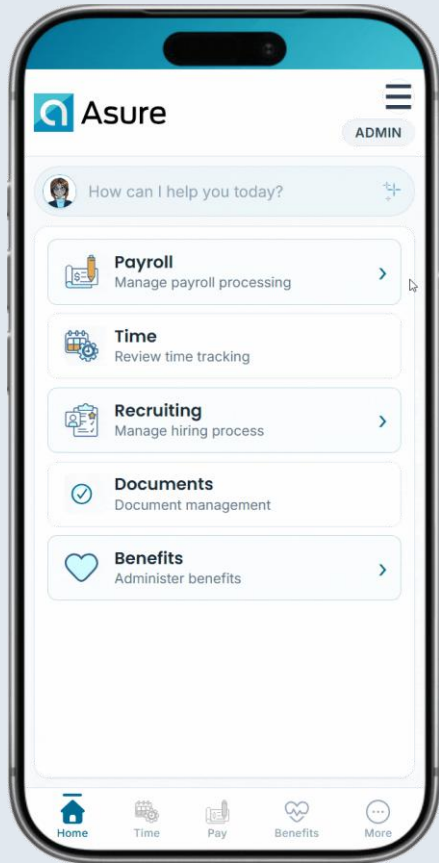 Asure
ADMIN
How can I help you today?
Payroll
Manage payroll processing
Time
Review time tracking
Recruiting
Manage hiring process
Documents
Document management
Benefits
Administer benefits
Home
Time
Pay
Benefits
More